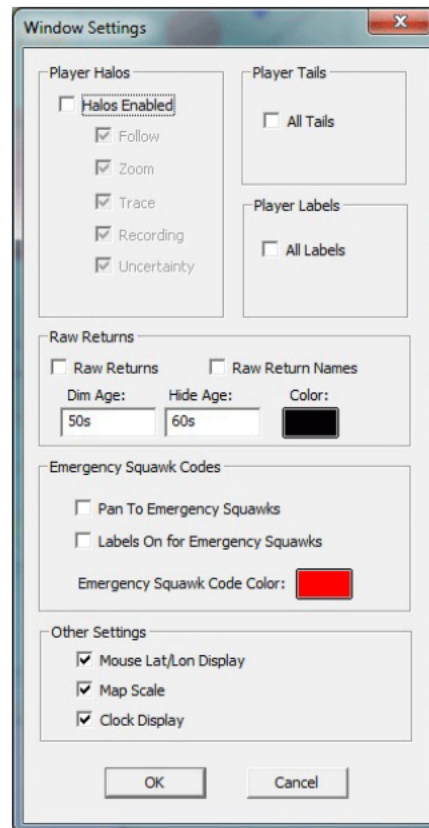 Window Settings
Player Halos
Halos Enabled
Follow
Zoom
Trace
Recording
Uncertainty
Player Tails
All Tails
Player Labels
All Labels
Raw Returns
Raw Returns Raw Return Names
Dim Age: Hide Age: Color:
50s 60s
Emergency Squawk Codes
Pan To Emergency Squawks
Labels On for Emergency Squawks
Emergency Squawk Code Color:
Other Settings
Mouse Lat/Lon Display
Map Scale
Clock Display
OK Cancel